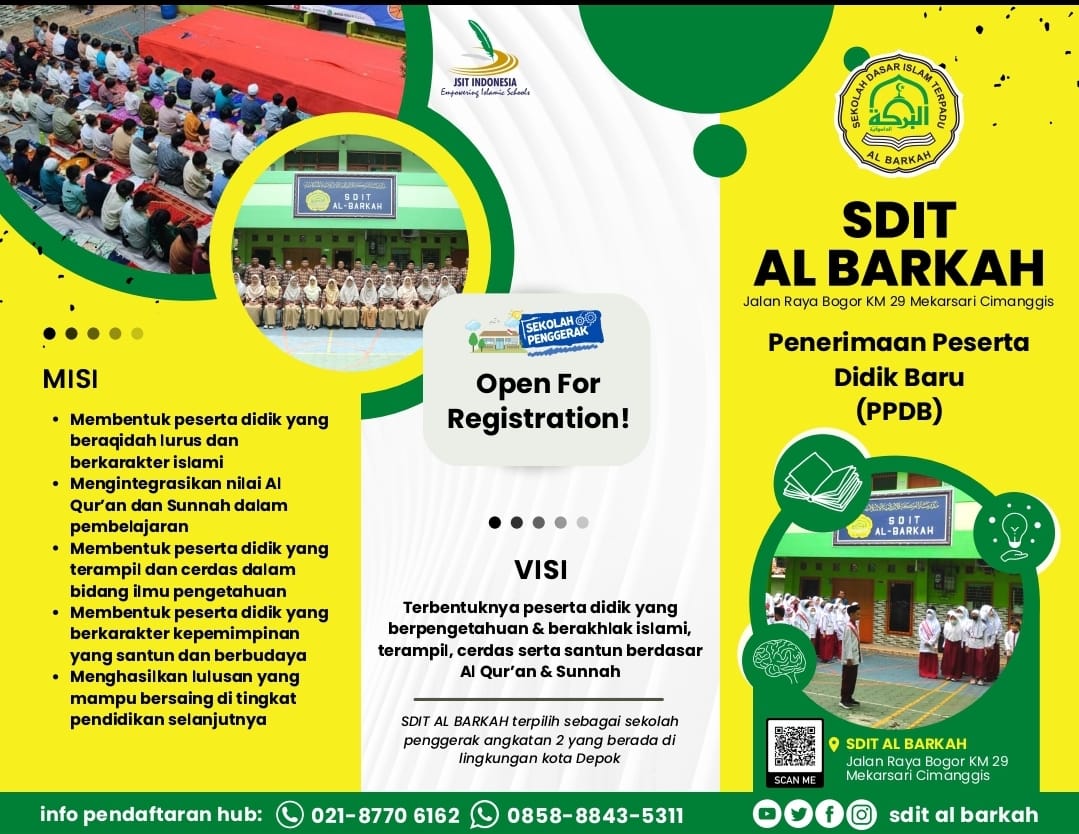 MISI
• Membentuk peserta didik yang
beraqidah lurus dan
berkarakter islami
• Mengintegrasikan nilai Al
Qur'an dan Sunnah dalam
pembelajaran
• Membentuk peserta didik yang
terampil dan cerdas dalam
bidang ilmu pengetahuan
• Membentuk peserta didik yang
berkarakter kepemimpinan
yang santun dan berbudaya
• Menghasilkan lulusan yang
mampu bersaing di tingkat
pendidikan selanjutnya
SDIT
AL-BARKAH
JSIT INDONESIA
Empowering Islamic Schools
SEKOLAH
PENGGERAK
Open For
Registration!
VISI
Terbentuknya peserta didik yang
berpengetahuan & berakhlak islami,
terampil, cerdas serta santun berdasar
Al Qur'an & Sunnah
SDIT AL BARKAH terpilih sebagai sekolah
penggerak angkatan 2 yang berada di
lingkungan kota Depok
SEKOLAH DASAR ISLAM TERPADU
البركة
AL BARKAH
SDIT
AL BARKAH
Jalan Raya Bogor KM 29 Mekarsari Cimanggis
Penerimaan Peserta
Didik Baru
(PPDB)
SDIT
AL-BARKAH
SCAN ME
SDIT AL BARKAH
Jalan Raya Bogor KM 29
Mekarsari Cimanggis
info pendaftaran hub: 021-8770 6162 0858-8843-5311 sdit al barkah